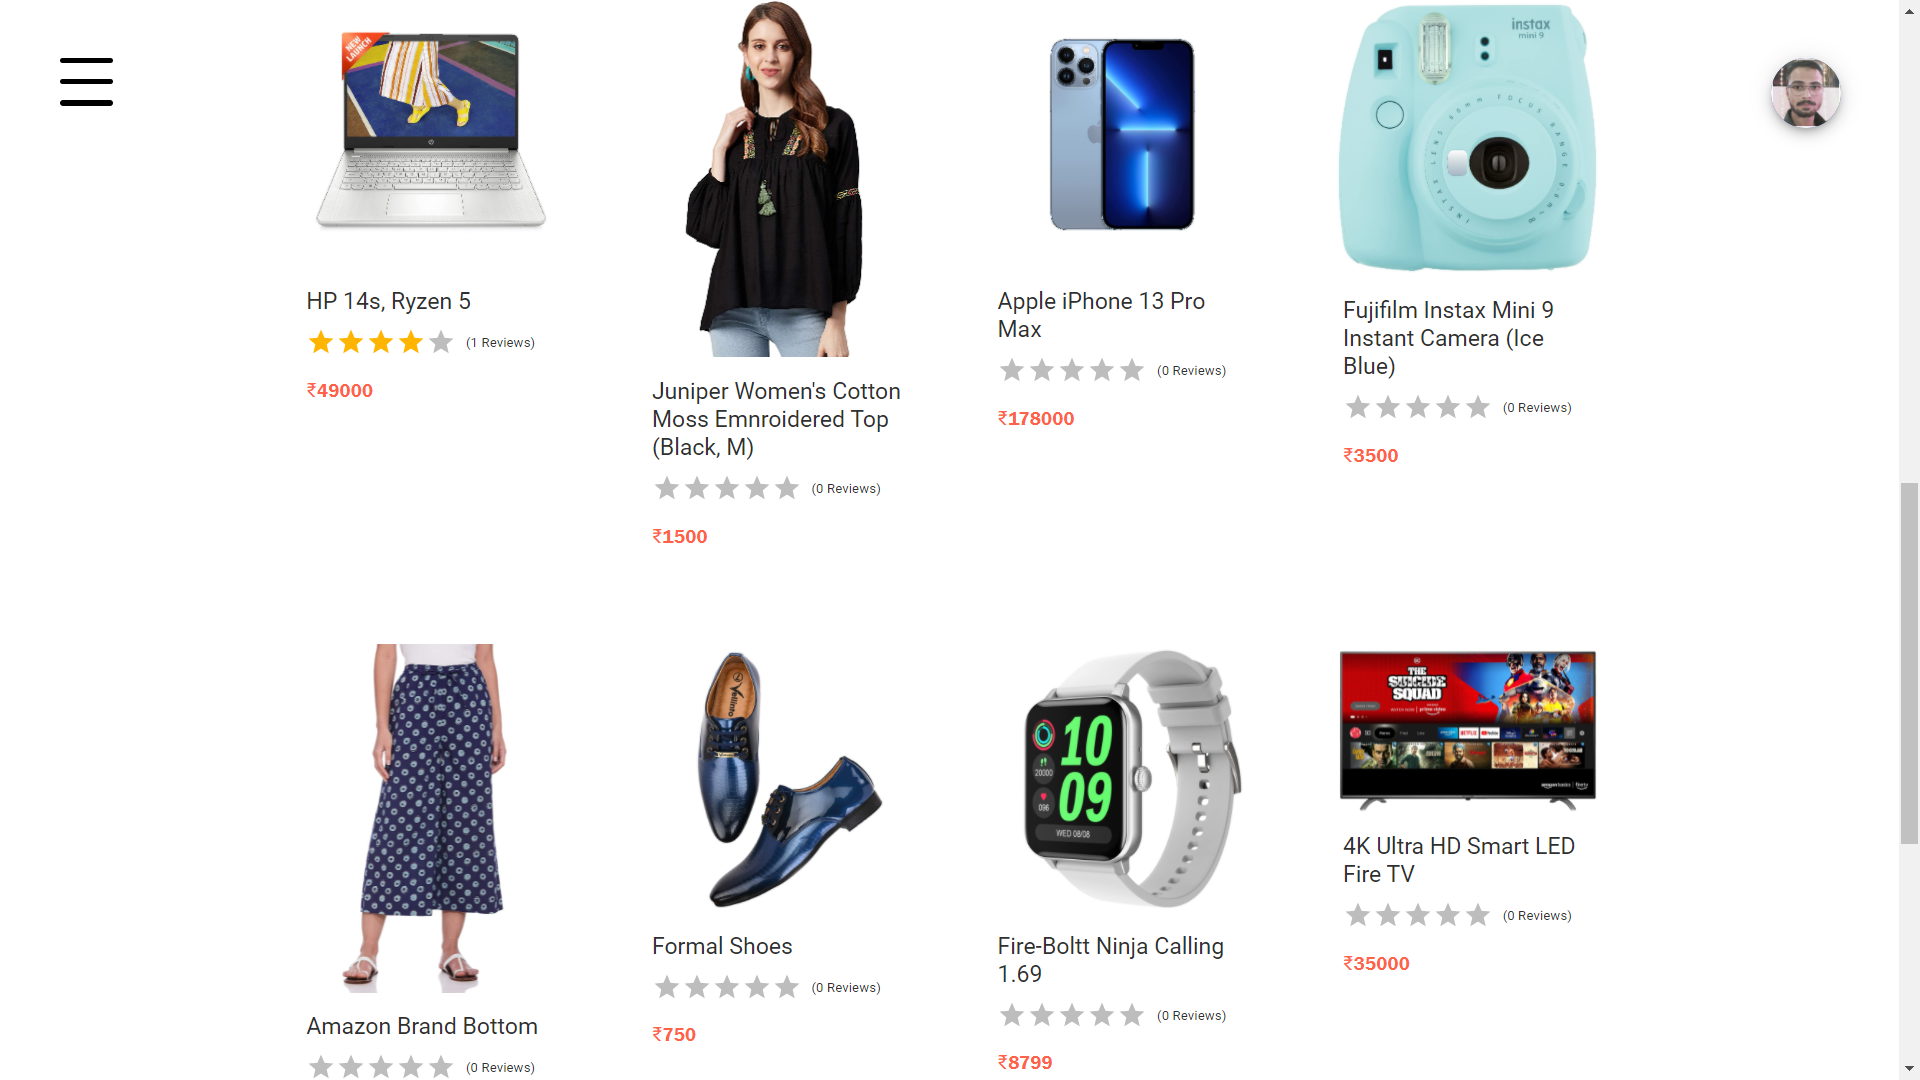 NEW LAUNCH
instax
mini 9
HP 14s, Ryzen 5
(1 Reviews)
₹49000
Juniper Women's Cotton
Moss Emnroidered Top
(Black, M)
(0 Reviews)
₹1500
Apple iPhone 13 Pro
Max
(0 Reviews)
₹178000
Fujifilm Instax Mini 9
Instant Camera (Ice
Blue)
(0 Reviews)
₹3500
Amazon Brand Bottom
(0 Reviews)
Formal Shoes
(0 Reviews)
₹750
10
09
20000
096
WED 08/08
Fire-Boltt Ninja Calling
1.69
(0 Reviews)
₹8799
THE
SUICIDE
SQUAD
4K Ultra HD Smart LED
Fire TV
(0 Reviews)
₹35000